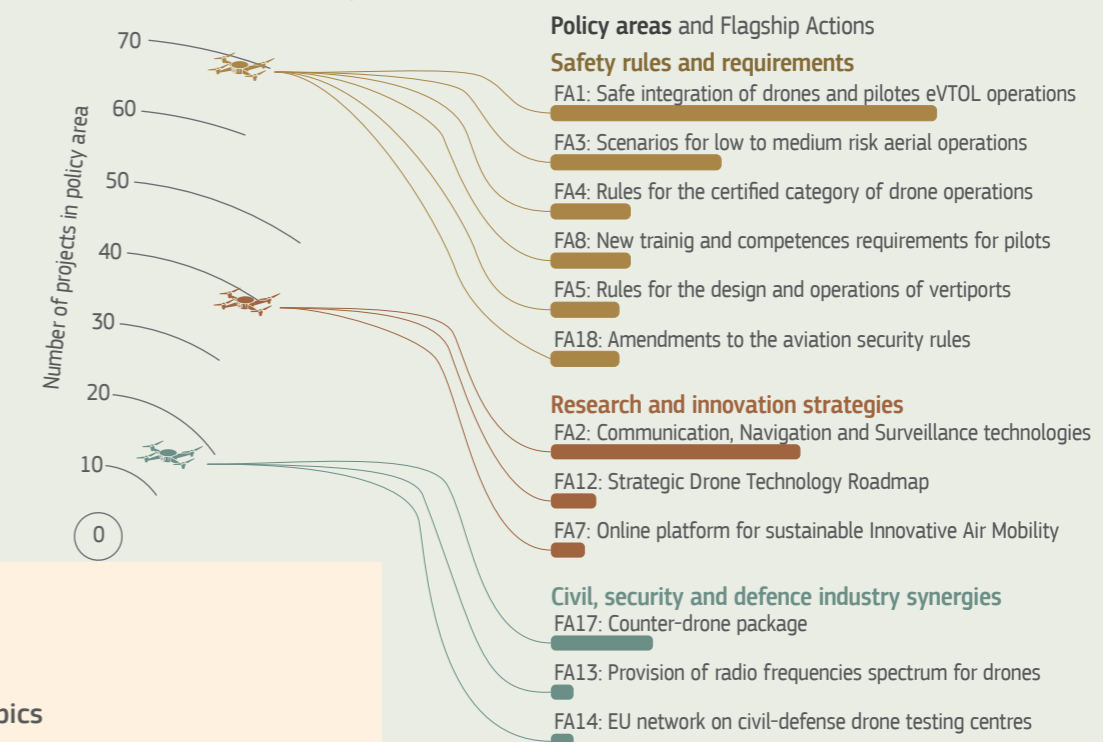 70
60
50
40
30
20
10
0
Number of projects in policy area
Policy areas and Flagship Actions
Safety rules and requirements
FA1: Safe integration of drones and pilotes eVTOL operations
FA3: Scenarios for low to medium risk aerial operations
FA4: Rules for the certified category of drone operations
FA8: New trainig and competences requirements for pilots
FA5: Rules for the design and operations of vertiports
FA18: Amendments to the aviation security rules
Research and innovation strategies
FA2: Communication, Navigation and Surveillance technologies
FA12: Strategic Drone Technology Roadmap
FA7: Online platform for sustainable Innovative Air Mobility
Civil, security and defence industry synergies
FA17: Counter-drone package
FA13: Provision of radio frequencies spectrum for drones
FA14: EU network on civil-defense drone testing centres